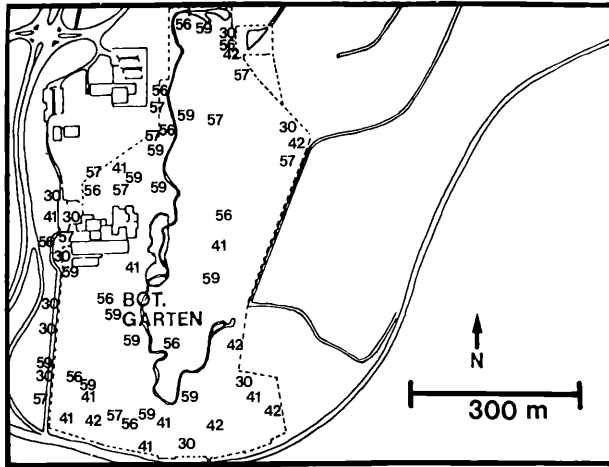 56 59 30
56
42
57
56
57 59 57
56
57 30
59 42
57
57 41 59
56 57 59
30
41 30 56
56 57 41
30
59 41 59
56
30 BOT.
59 GARTEN
30
59 56 42
59
30 56 30
59 41
57 41 59
57 59 42
41 42 56 41 42
41 30
N
300 m